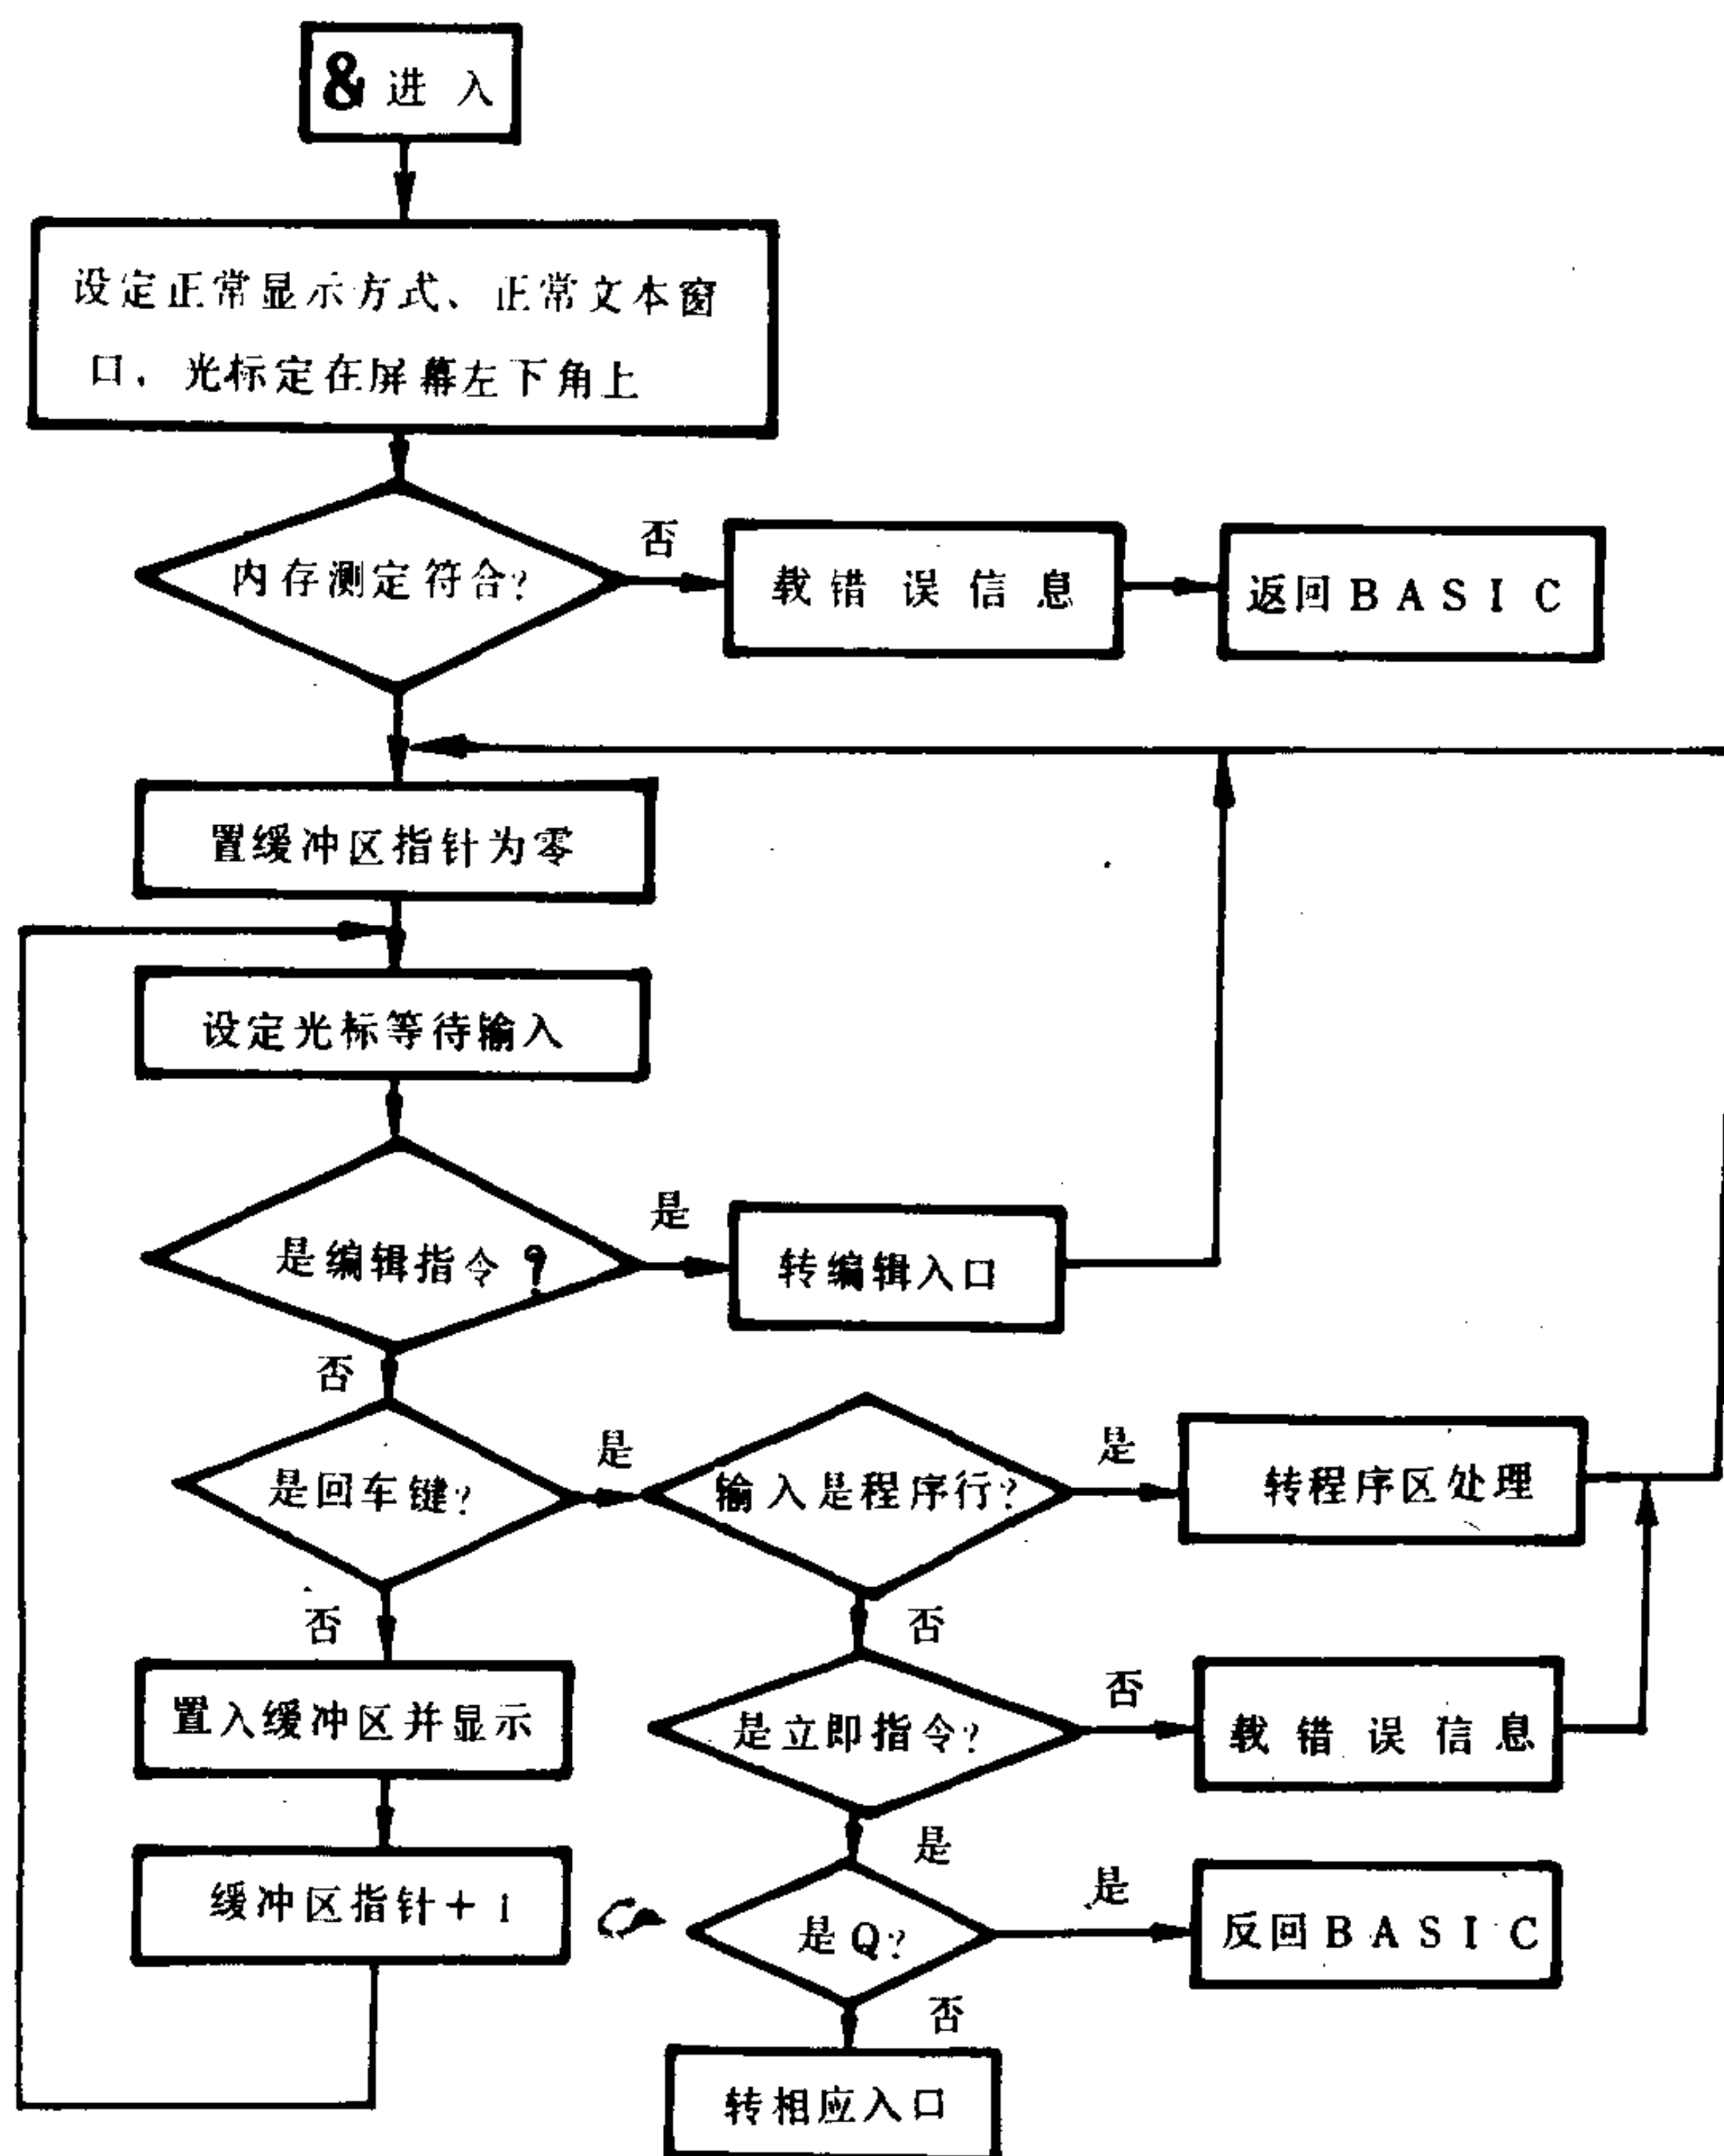 & 进入
设定正常显示方式、正常文本窗
口，光标定在屏幕左下角上
内存测定符合?
否
载错误信息
返回BASIC
置缓冲区指针为零
设定光标等待输入
是编辑指令?
是
转编辑入口
否
是回车键?
是
输入是程序行?
是
转程序区处理
否
置入缓冲区并显示
否
是立即指令?
否
载错误信息
缓冲区指针+1
是
是Q?
是
反回BASIC
否
转相应入口